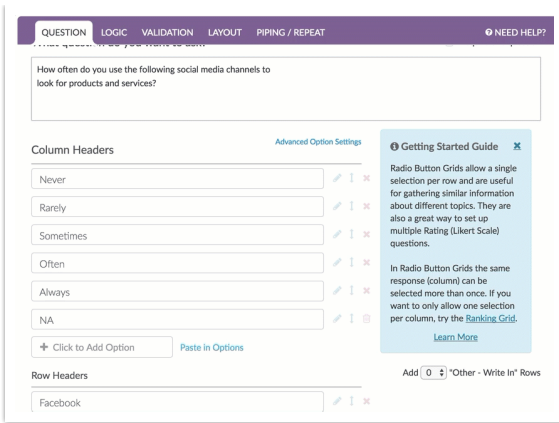 QUESTION LOGIC VALIDATION LAYOUT PIPING / REPEAT NEED HELP?
How often do you use the following social media channels to
look for products and services?
Column Headers
Advanced Option Settings
Never
Rarely
Sometimes
Often
Always
NA
Click to Add Option
Paste in Options
Row Headers
Facebook
Getting Started Guide
Radio Button Grids allow a single
selection per row and are useful
for gathering similar information
about different topics. They are
also a great way to set up
multiple Rating (Likert Scale)
questions.
In Radio Button Grids the same
response (column) can be
selected more than once. If you
want to only allow one selection
per column, try the Ranking Grid.
Learn More
Add 0 "Other - Write In" Rows